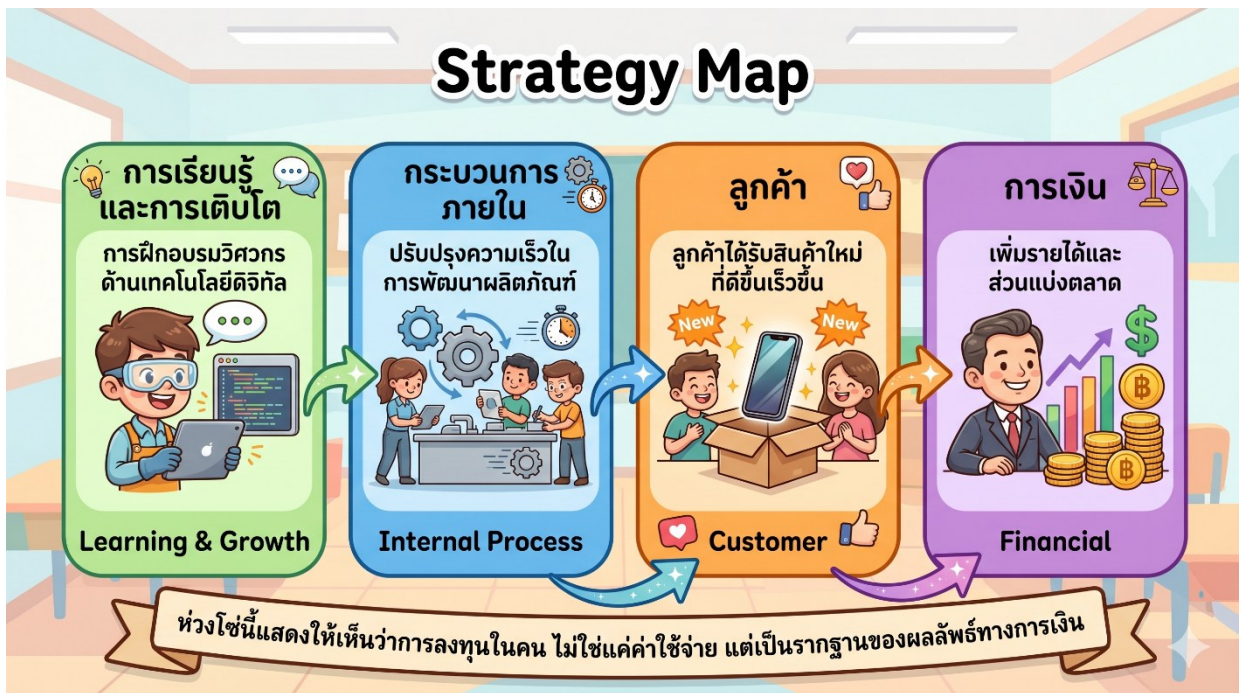 Strategy Map
การเรียนรู้
และการเติบโต
การฝึกอบรมวิศวกร
ด้านเทคโนโลยีดิจิทัล
Learning & Growth
กระบวนการ
ภายใน
ปรับปรุงความเร็วใน
การพัฒนาผลิตภัณฑ์
Internal Process
ลูกค้า
ลูกค้าได้รับสินค้าใหม่
ที่ดีขึ้นเร็วขึ้น
New
New
Customer
การเงิน
เพิ่มรายได้และ
ส่วนแบ่งตลาด
$
฿
฿
Financial
ห่วงโซ่นี้แสดงให้เห็นว่าการลงทุนในคน ไม่ใช่แค่ค่าใช้จ่าย แต่เป็นรากฐานของผลลัพธ์ทางการเงิน